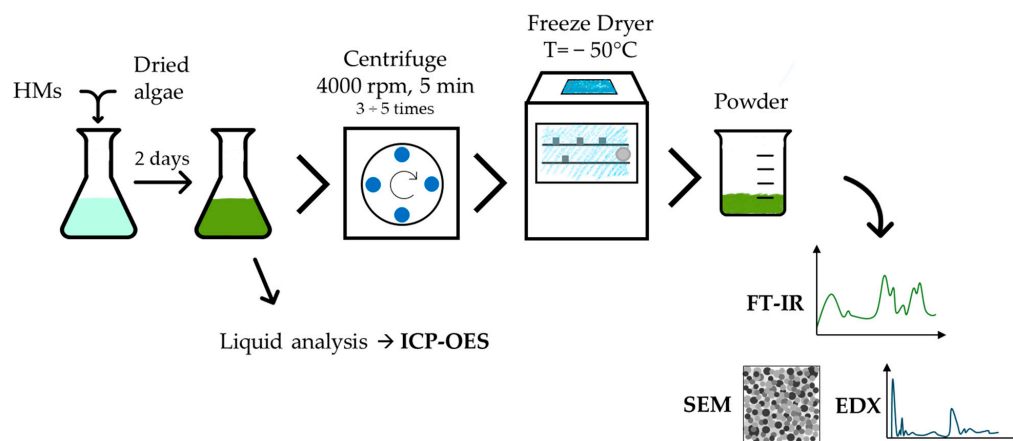 HMs
Dried
algae
2 days
Centrifuge
4000 rpm, 5 min
3 ÷ 5 times
Freeze Dryer
T= − 50°C
Powder
Liquid analysis → ICP-OES
FT-IR
SEM
EDX